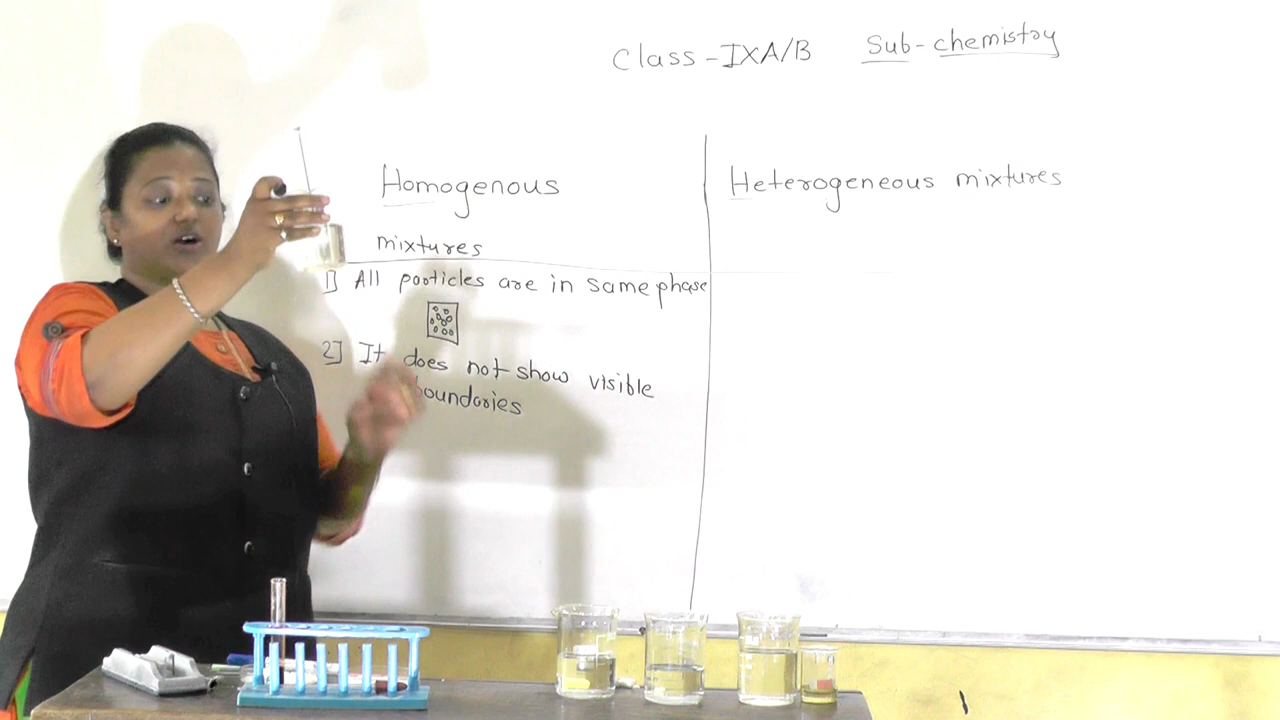 Class-IXA/B Sub-chemistry
Homogenous
mixtures
Heterogeneous mixtures
1) All particles are in same phase
2] It does not show visible
boundaries